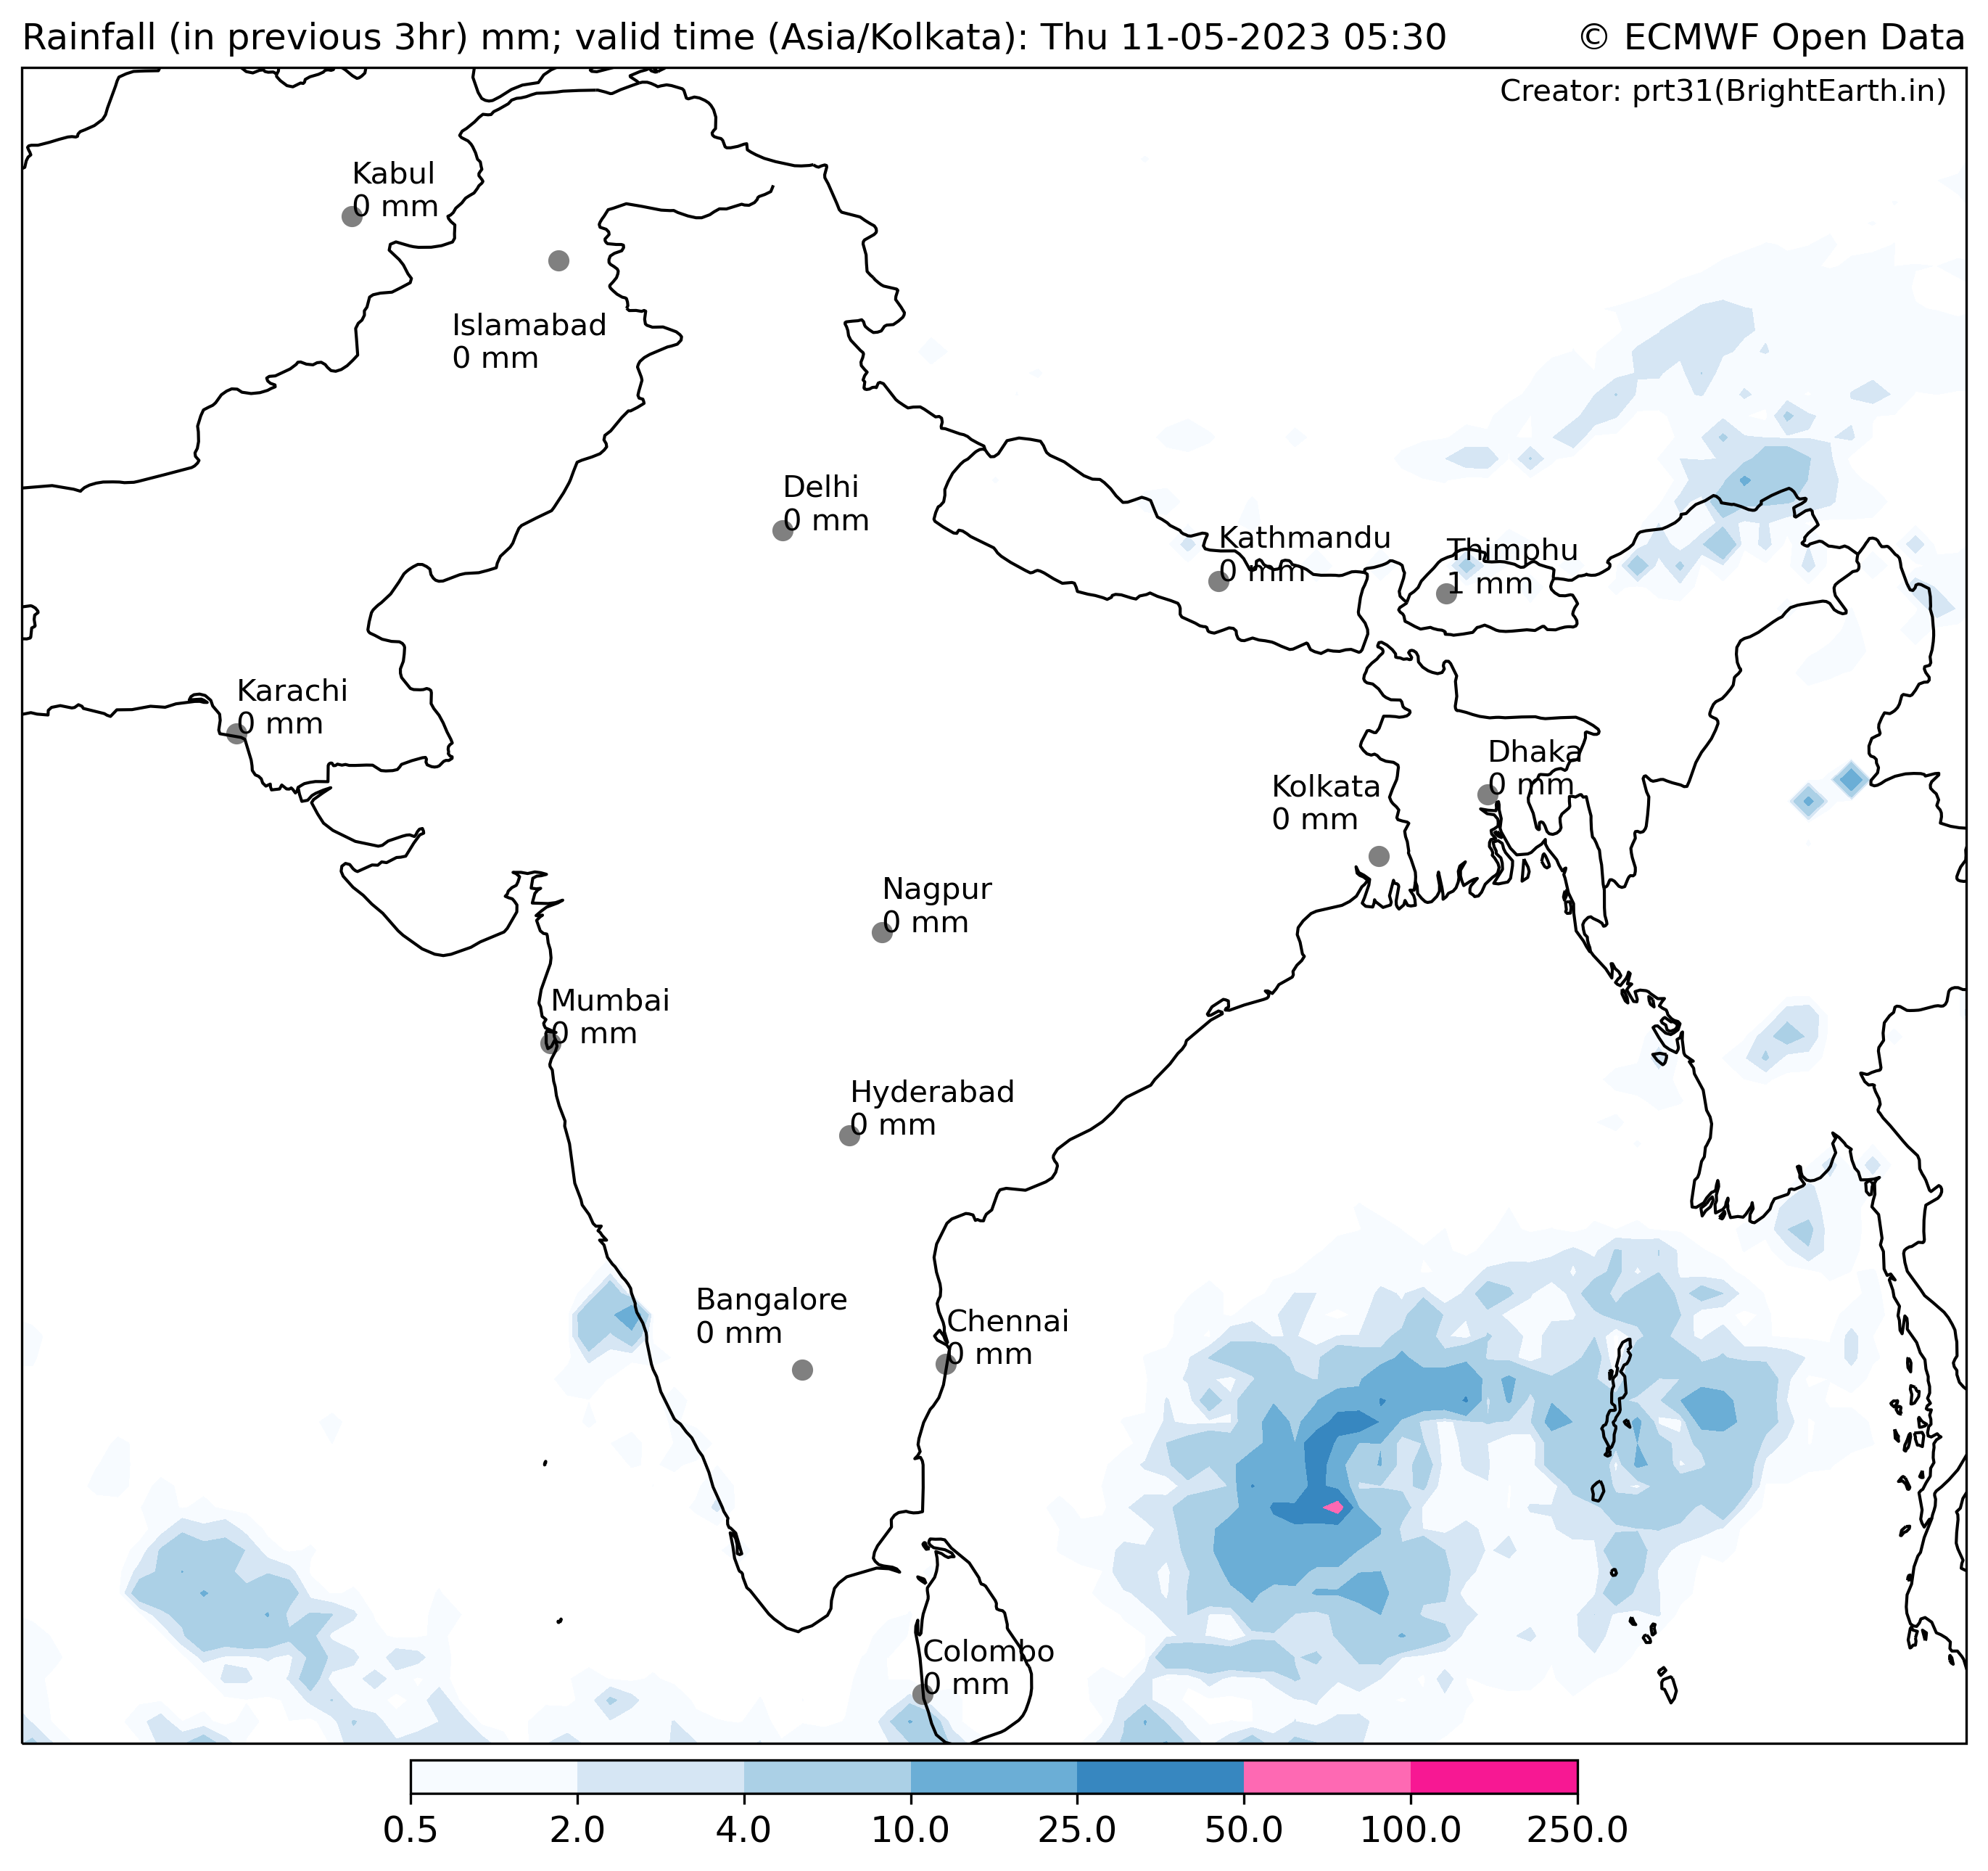 Rainfall (in previous 3hr) mm; valid time (Asia/Kolkata): Thu 11-05-2023 05:30
© ECMWF Open Data
Creator: prt31(BrightEarth.in)
Kabul
0 mm
Islamabad
0 mm
Delhi
0 mm
Kathmandu
0 mm
Thimphu
1 mm
Karachi
0 mm
Dhaka
0 mm
Kolkata
0 mm
Nagpur
0 mm
Mumbai
0 mm
Hyderabad
0 mm
Bangalore
0 mm
Chennai
0 mm
Colombo
0 mm
0.5 2.0 4.0 10.0 25.0 50.0 100.0 250.0